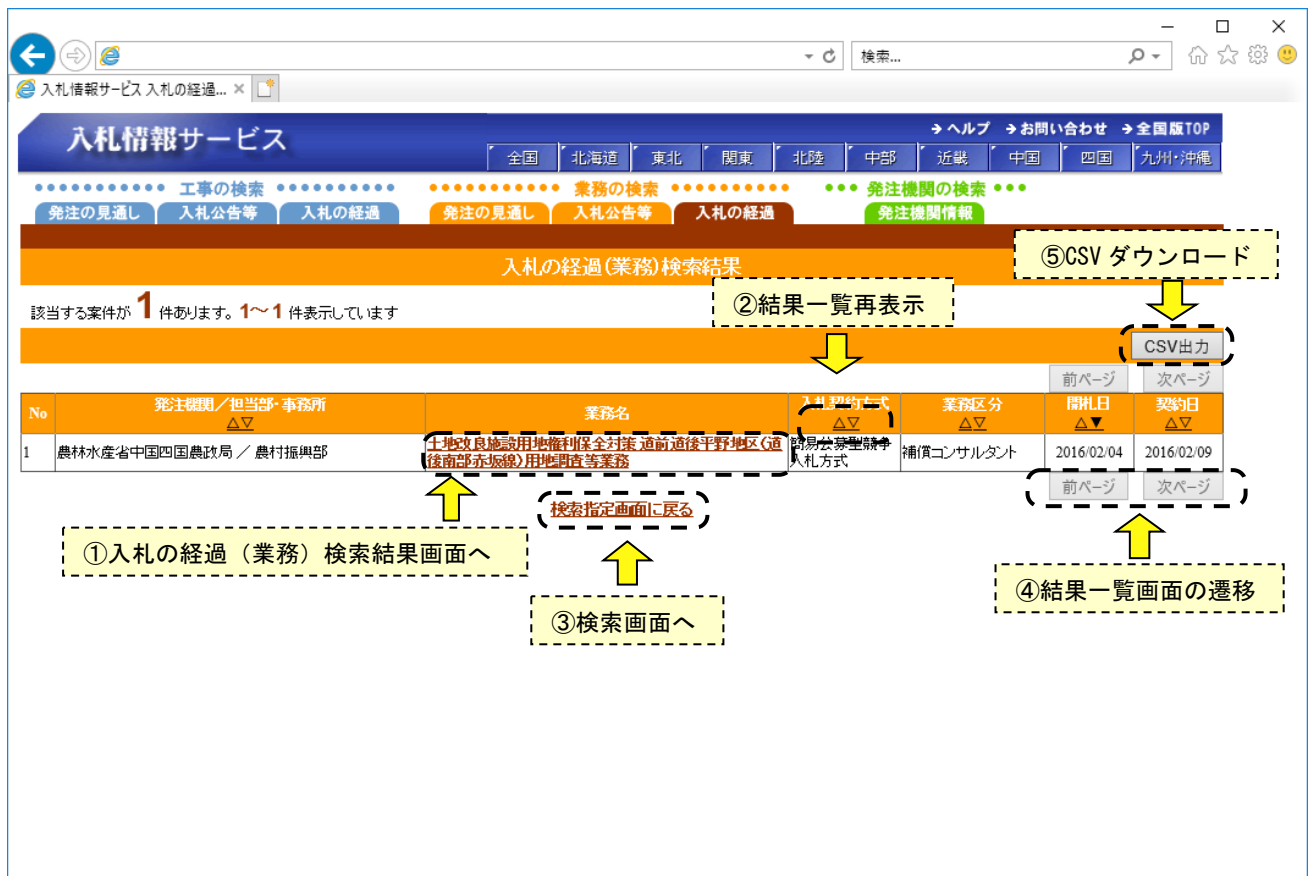 検索...
入札情報サービス 入札の経過...
入札情報サービス
ヘルプ お問い合わせ 全国版TOP
全国 北海道 東北 関東 北陸 中部 近畿 中国 四国 九州・沖縄
工事の検索 業務の検索 発注機関の検索
発注の見通し 入札公告等 入札の経過 発注の見通し 入札公告等 入札の経過 発注機関情報
⑤CSV ダウンロード
入札の経過(業務)検索結果
②結果一覧再表示
該当する案件が 1 件あります。1～1 件表示しています
CSV出力
前ページ 次ページ
No 発注機関／担当部・事務所 △▽ 業務名 入札契約方式 △▽ 業務区分 △▽ 開札日 △▼ 契約日 △▽
1 農林水産省中国四国農政局 ／ 農村振興部 土地改良施設用地権利保全対策 道前道後平野地区(道 簡易公募型競争 補償コンサルタント 2016/02/04 2016/02/09
後南部赤坂線)用地調査等業務 入札方式
前ページ 次ページ
検索指定画面に戻る
①入札の経過（業務）検索結果画面へ
④結果一覧画面の遷移
③検索画面へ